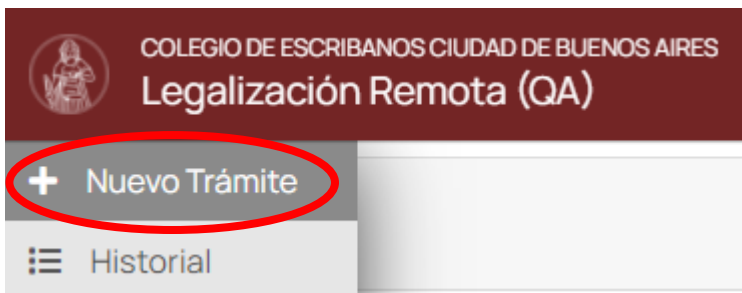 COLEGIO DE ESCRIBANOS CIUDAD DE BUENOS AIRES
Legalización Remota (QA)
Nuevo Trámite
Historial